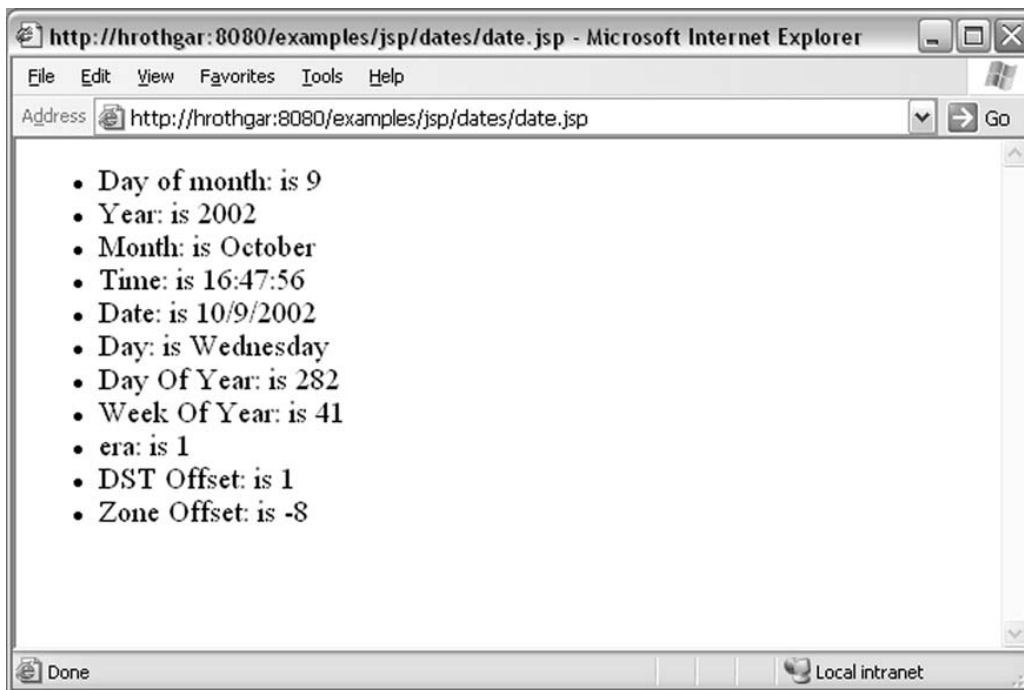 http://hrothgar:8080/examples/jsp/dates/date.jsp - Microsoft Internet Explorer
File Edit View Favorites Tools Help
Address http://hrothgar:8080/examples/jsp/dates/date.jsp Go
• Day of month: is 9
• Year: is 2002
• Month: is October
• Time: is 16:47:56
• Date: is 10/9/2002
• Day: is Wednesday
• Day Of Year: is 282
• Week Of Year: is 41
• era: is 1
• DST Offset: is 1
• Zone Offset: is -8
Done Local intranet